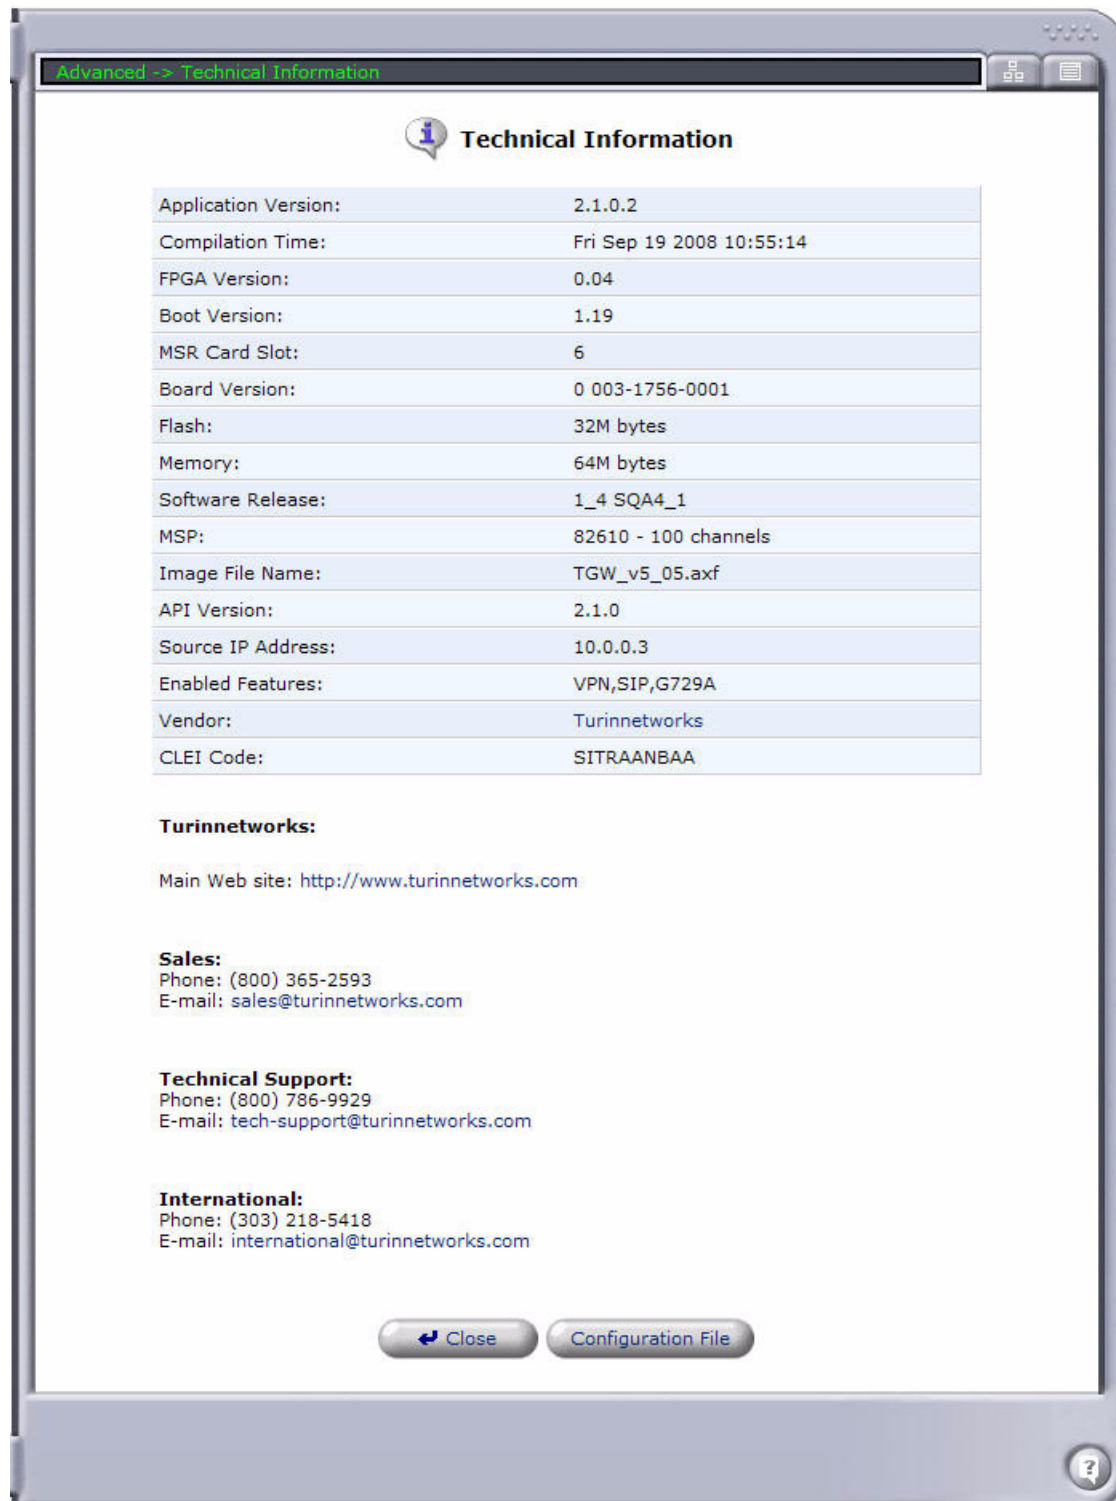 Advanced -> Technical Information
Technical Information
Application Version: 2.1.0.2
Compilation Time: Fri Sep 19 2008 10:55:14
FPGA Version: 0.04
Boot Version: 1.19
MSR Card Slot: 6
Board Version: 0 003-1756-0001
Flash: 32M bytes
Memory: 64M bytes
Software Release: 1_4 SQA4_1
MSP: 82610 - 100 channels
Image File Name: TGW_v5_05.axf
API Version: 2.1.0
Source IP Address: 10.0.0.3
Enabled Features: VPN,SIP,G729A
Vendor: Turinnetworks
CLEI Code: SITRAANBAA
Turinnetworks:
Main Web site: http://www.turinnetworks.com
Sales:
Phone: (800) 365-2593
E-mail: sales@turinnetworks.com
Technical Support:
Phone: (800) 786-9929
E-mail: tech-support@turinnetworks.com
International:
Phone: (303) 218-5418
E-mail: international@turinnetworks.com
Close Configuration File
?